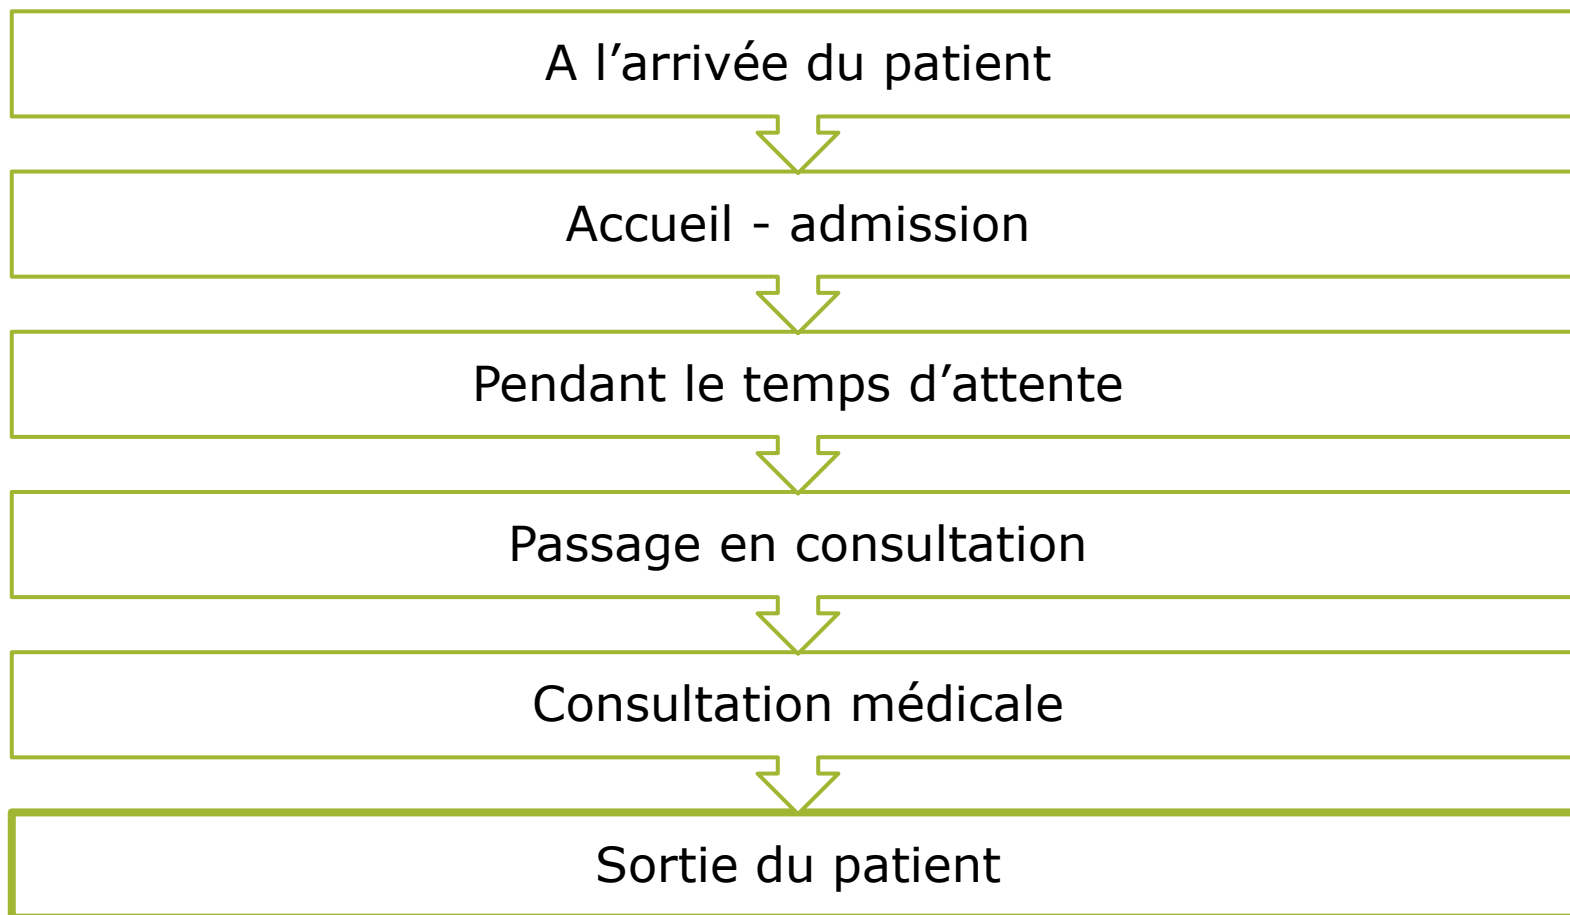 A l’arrivée du patient
Accueil - admission
Pendant le temps d’attente
Passage en consultation
Consultation médicale
Sortie du patient